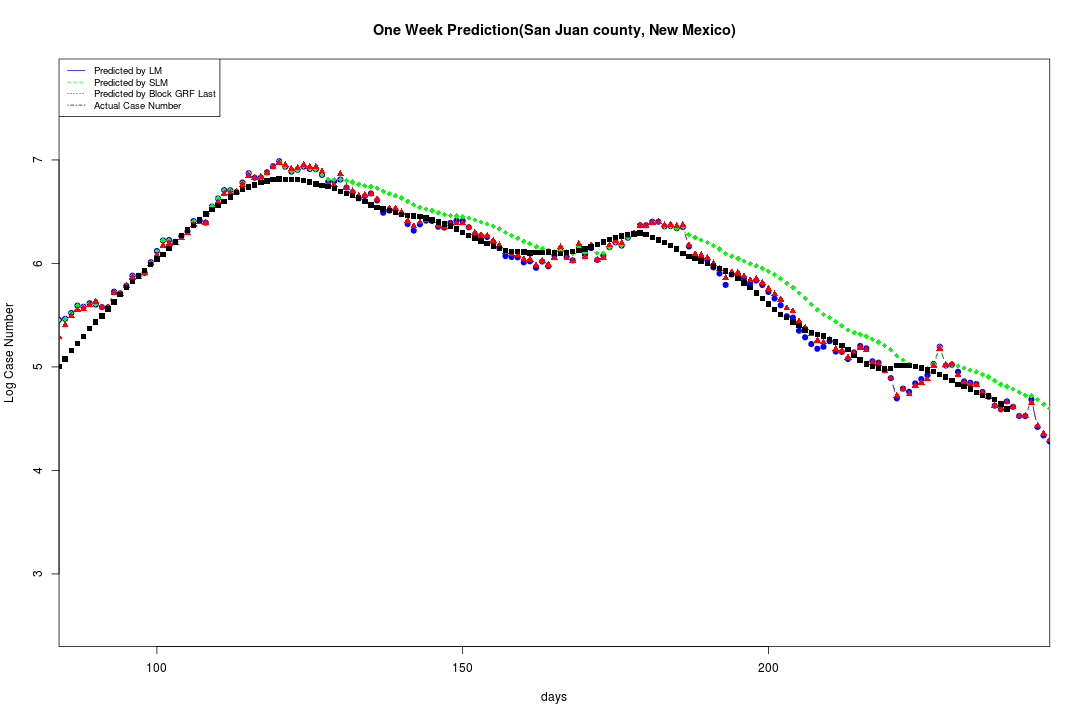 One Week Prediction(San Juan county, New Mexico)
Predicted by LM
Predicted by SLM
Predicted by Block GRF Last
Actual Case Number
7
6
5
4
3
Log Case Number
100 150 200
days